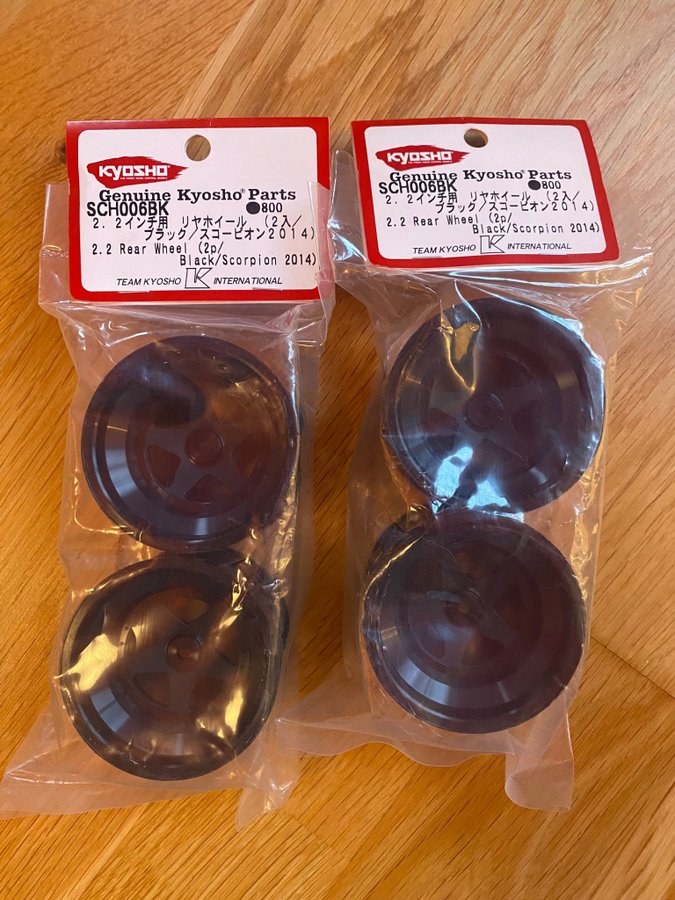 KYOSHO
Genuine Kyosho® Parts
SCH006BK ●800
2.2インチ用 リヤホイール (2入/
ブラック/スコーピオン2014)
2.2 Rear Wheel (2p/
Black/Scorpion 2014)
TEAM KYOSHO K INTERNATIONAL
KYOSHO
Genuine Kyosho® Parts
SCH006BK ●800
2.2インチ用 リヤホイール (2入/
ブラック/スコーピオン2014)
2.2 Rear Wheel (2p/
Black/Scorpion 2014)
TEAM KYOSHO K INTERNATIONAL